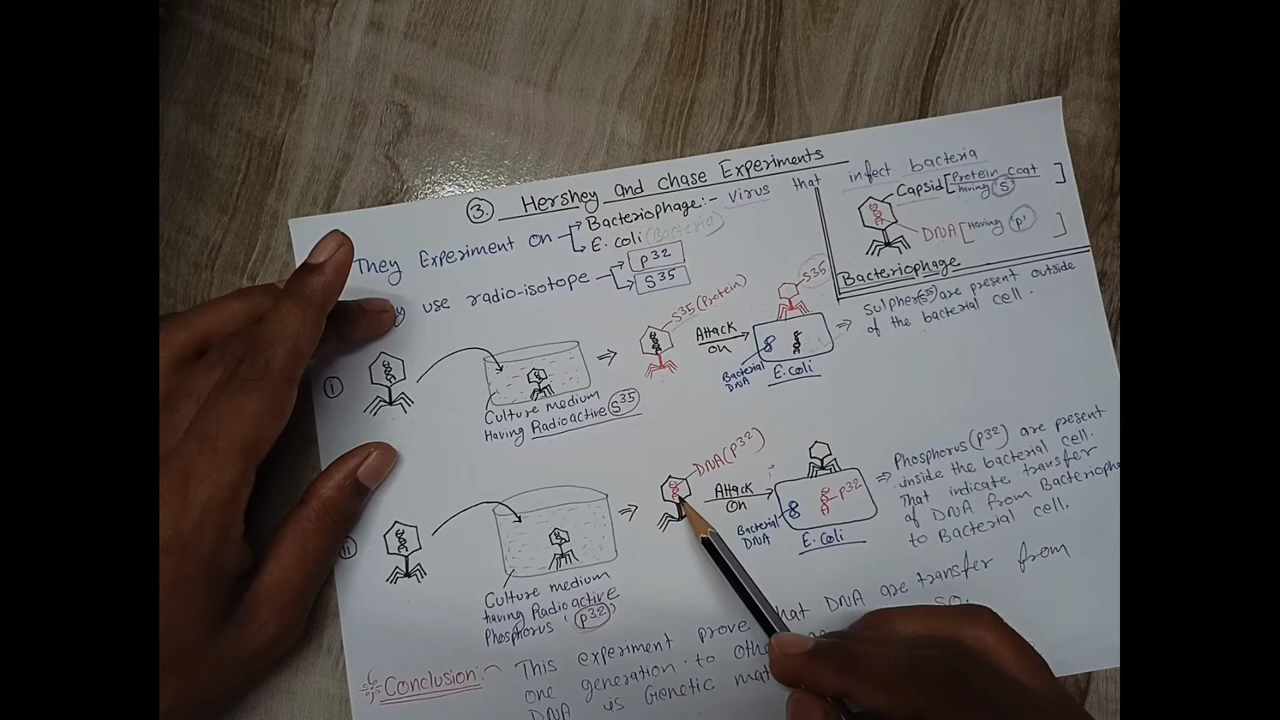 3. Hershey and chase Experiments
They Experiment on
Bacteriophage:- virus that infect bacteria
E. coli (Bacteria)
use radio-isotope
P32
S35
Capsid [Protein coat
having 'S']
DNA [Having 'P']
Bacteriophage
i
Culture medium
Having Radioactive S35
S35 (Protein)
Attack
on
S35
Bacterial
DNA
E.coli
Sulpher(S35) are present outside
of the bacterial cell.
ii
Culture medium
having Radioactive
Phosphorus 'P32'
DNA (P32)
Attack
on
Bacterial
DNA
P32
E.coli
Phosphorus (P32) are present
inside the bacterial cell.
That indicate transfer
of DNA from Bacterioph
to Bacterial cell.
Conclusion:-
This experiment prove that DNA are transfer from
one generation to So,
DNA is Genetic